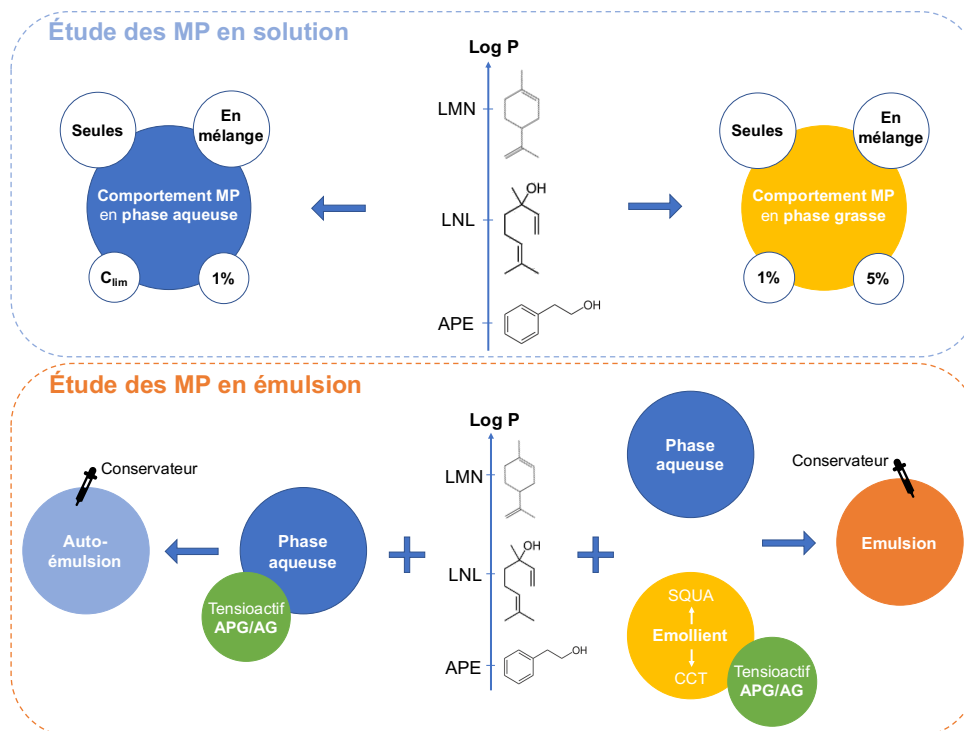 Étude des MP en solution
Log P
LMN
LNL
OH
APE
OH
Seules
En
mélange
Comportement MP
en phase aqueuse
Clim
1%
Seules
En
mélange
Comportement MP
en phase grasse
1%
5%
Étude des MP en émulsion
Conservateur
Auto-
émulsion
Phase
aqueuse
Tensioactif
APG/AG
Log P
LMN
LNL
OH
APE
OH
Phase
aqueuse
SQUA
Emollient
CCT
Tensioactif
APG/AG
Conservateur
Emulsion